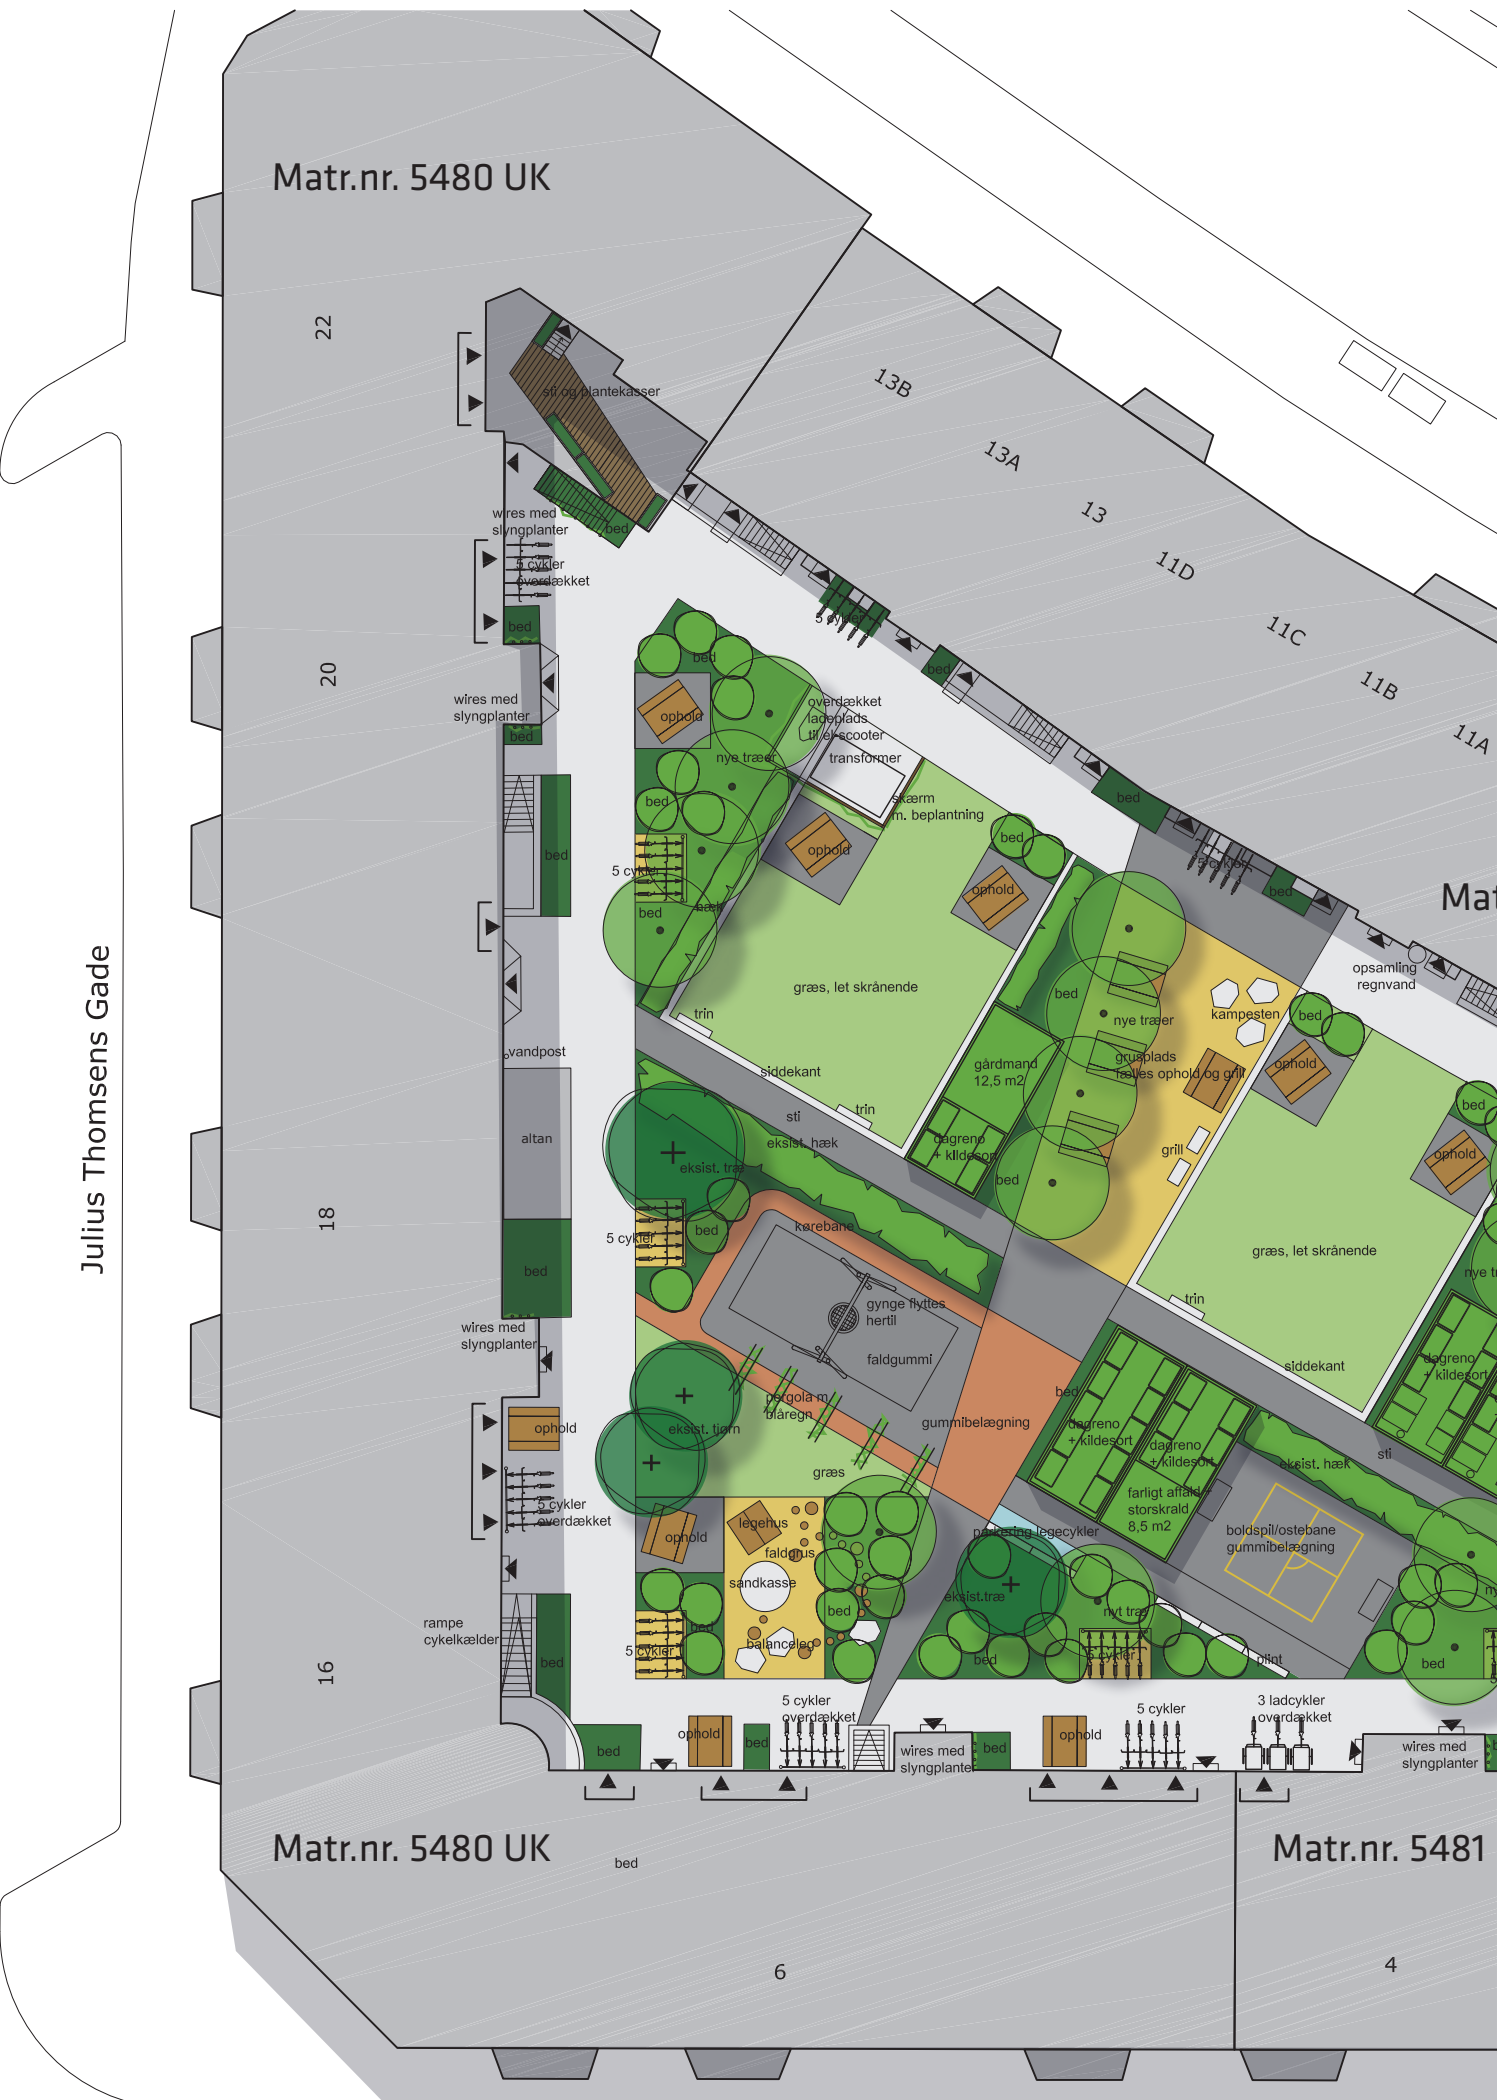 Matr.nr. 5480 UK
22
13B
sti og plantekasser
13A
13
wires med
slyngplanter
bed
11D
5 cykler
overdækket
5 cykler
bed
11C
bed
bed
20
11B
wires med
slyngplanter
overdækket
ladeplads
til el-scooter
ophold
bed
11A
nye træer
transformer
bed
skærm
m. beplantning
bed
bed
bed
ophold
5 cykler
5 cykler
ophold
bed
Mat
hæk
bed
Julius Thomsens Gade
opsamling
regnvand
græs, let skrånende
bed
trin
nye træer
kampesten
bed
vandpost
grusplads
fælles ophold og grill
gårdmand
12,5 m2
ophold
siddekant
sti
trin
bed
altan
eksist. hæk
dagreno
+ kildesort
grill
ophold
eksist. træ
bed
18
5 cykler
bed
kørebane
græs, let skrånende
bed
nye tr
gynge flyttes
hertil
trin
wires med
slyngplanter
faldgummi
siddekant
dagreno
+ kildesort
pergola m
blåregn
bed
ophold
eksist. tjørn
gummibelægning
dagreno
+ kildesort
dagreno
+ kildesort
sti
eksist. hæk
græs
5 cykler
overdækket
farligt affald +
storskrald
8,5 m2
ophold
legehus
parkering legecykler
boldspil/ostebane
gummibelægning
faldgrus
sandkasse
eksist.træ
ny
rampe
cykelkælder
bed
bed
nyt træ
5 cykler
balanceleg
bed
5 cykler
plint
bed
5
16
bed
5 cykler
overdækket
5 cykler
3 ladcykler
overdækket
ophold
bed
ophold
bed
wires med
slyngplanter
bed
wires med
slyngplanter
b
Matr.nr. 5480 UK
bed
Matr.nr. 5481
6
4